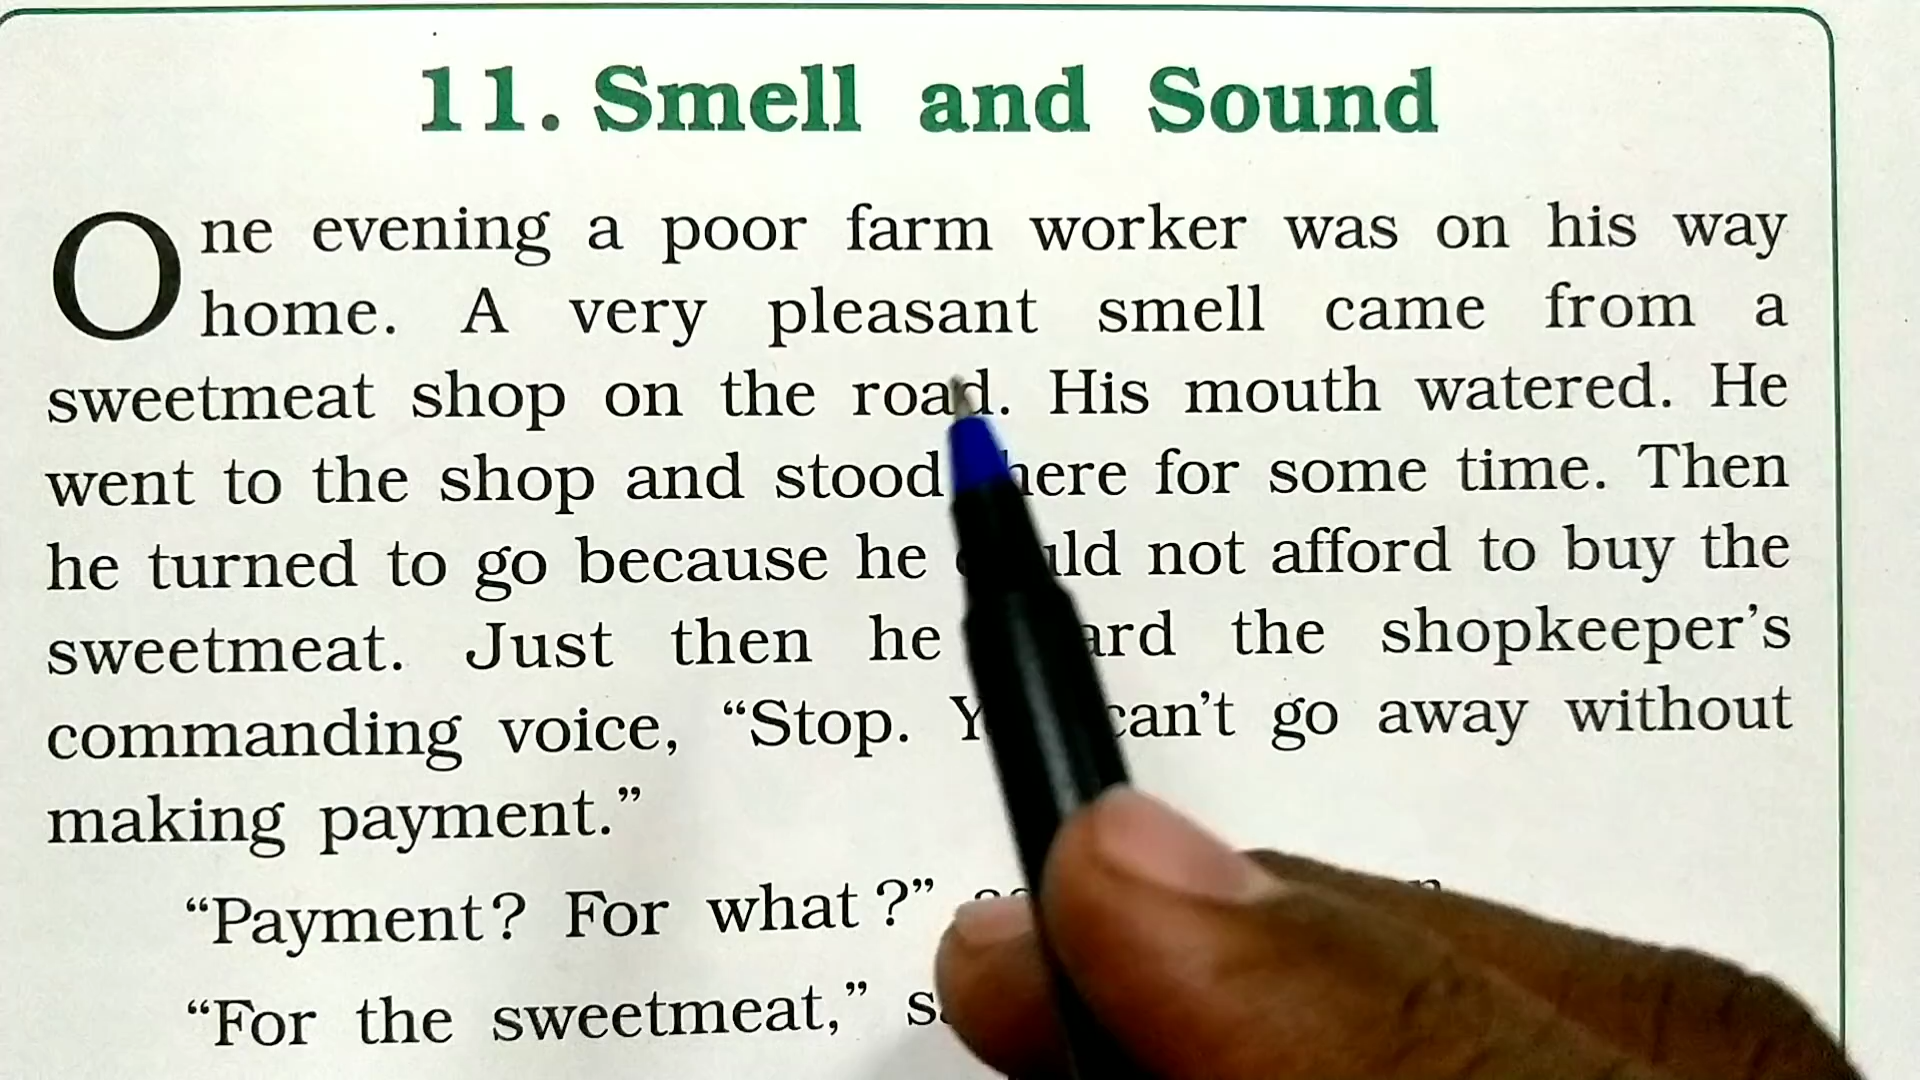 11. Smell and Sound
One evening a poor farm worker was on his way
home. A very pleasant smell came from a
sweetmeat shop on the road. His mouth watered. He
went to the shop and stood here for some time. Then
he turned to go because he not afford to buy the
sweetmeat. Just then he the shopkeeper’s
commanding voice, “Stop. can’t go away without
making payment.”
“Payment? For what ?”
“For the sweetmeat,”